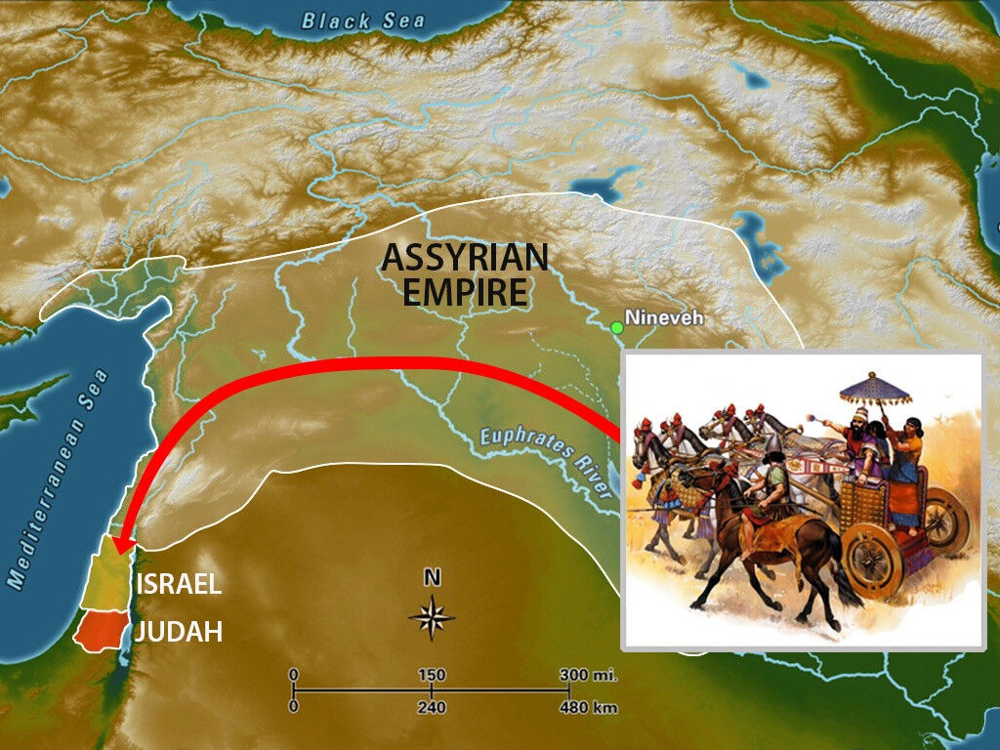 Black Sea
ASSYRIAN
EMPIRE
Nineveh
Mediterranean Sea
Euphrates River
ISRAEL
JUDAH
N
0 150 300 mi.
0 240 480 km